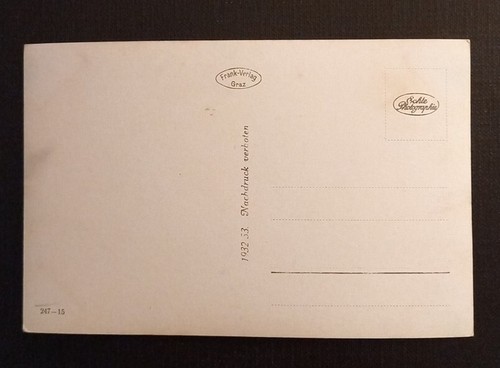 Frank-Verlag
Graz
Echte
Photographie
1932 33. Nachdruck verboten
247-15